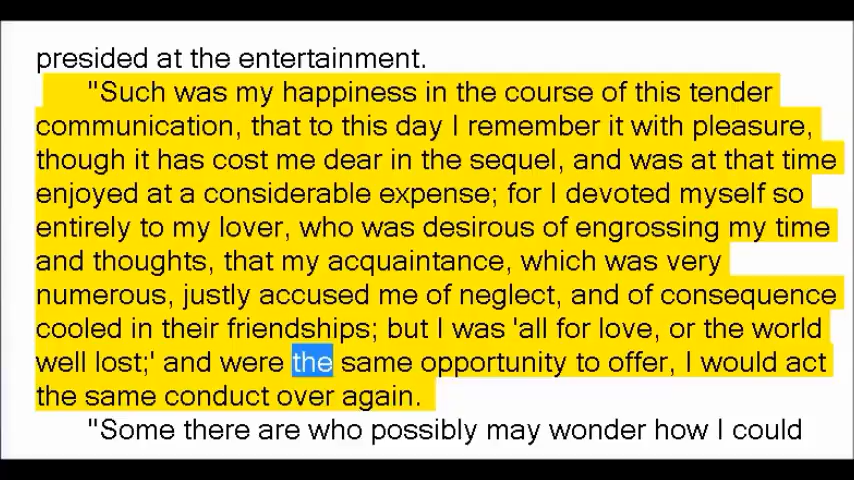 presided at the entertainment.
"Such was my happiness in the course of this tender
communication, that to this day I remember it with pleasure,
though it has cost me dear in the sequel, and was at that time
enjoyed at a considerable expense; for I devoted myself so
entirely to my lover, who was desirous of engrossing my time
and thoughts, that my acquaintance, which was very
numerous, justly accused me of neglect, and of consequence
cooled in their friendships; but I was 'all for love, or the world
well lost;' and were the same opportunity to offer, I would act
the same conduct over again.
"Some there are who possibly may wonder how I could